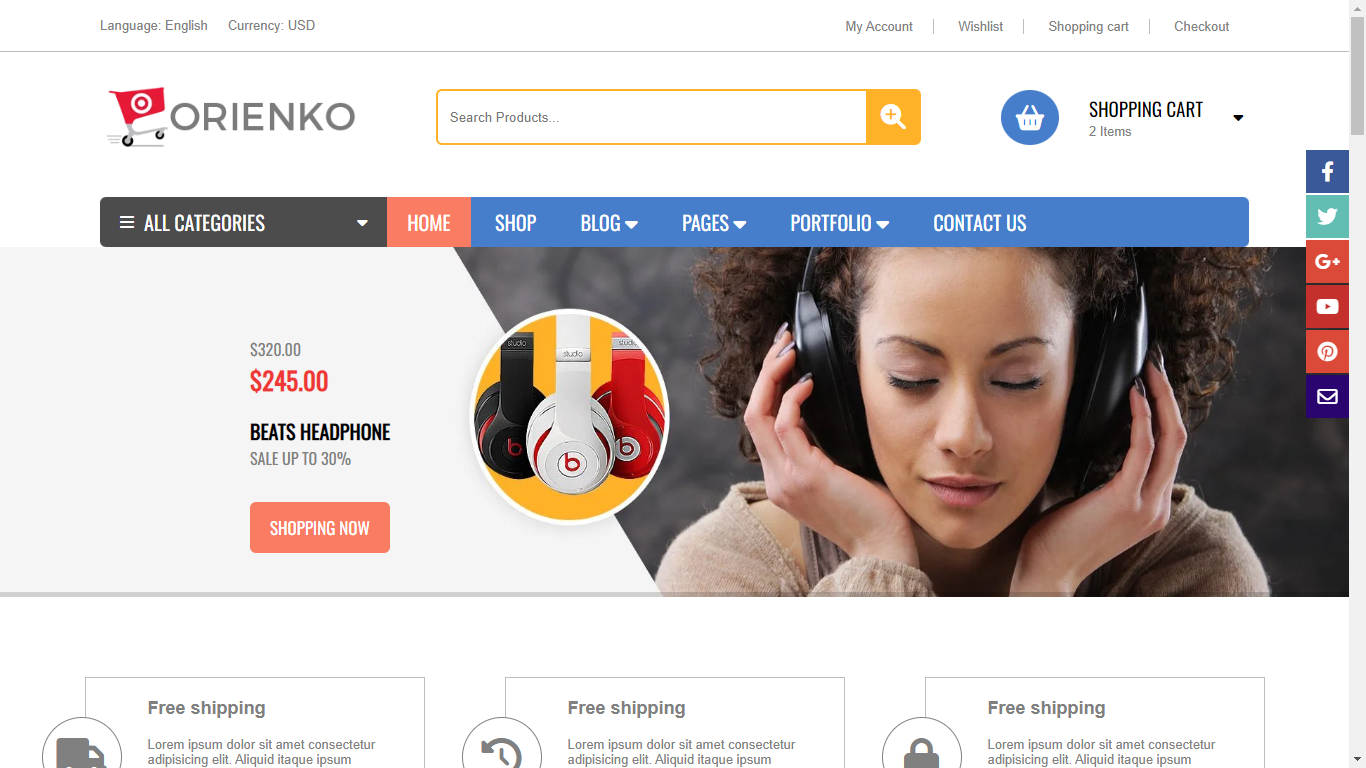 Language: English Currency: USD
My Account Wishlist Shopping cart Checkout
ORIENKO
Search Products...
SHOPPING CART
2 Items
ALL CATEGORIES HOME SHOP BLOG PAGES PORTFOLIO CONTACT US
$320.00
$245.00
BEATS HEADPHONE
SALE UP TO 30%
SHOPPING NOW
studio studio studio
b b b
Free shipping
Lorem ipsum dolor sit amet consectetur
adipisicing elit. Aliquid itaque ipsum
Free shipping
Lorem ipsum dolor sit amet consectetur
adipisicing elit. Aliquid itaque ipsum
Free shipping
Lorem ipsum dolor sit amet consectetur
adipisicing elit. Aliquid itaque ipsum